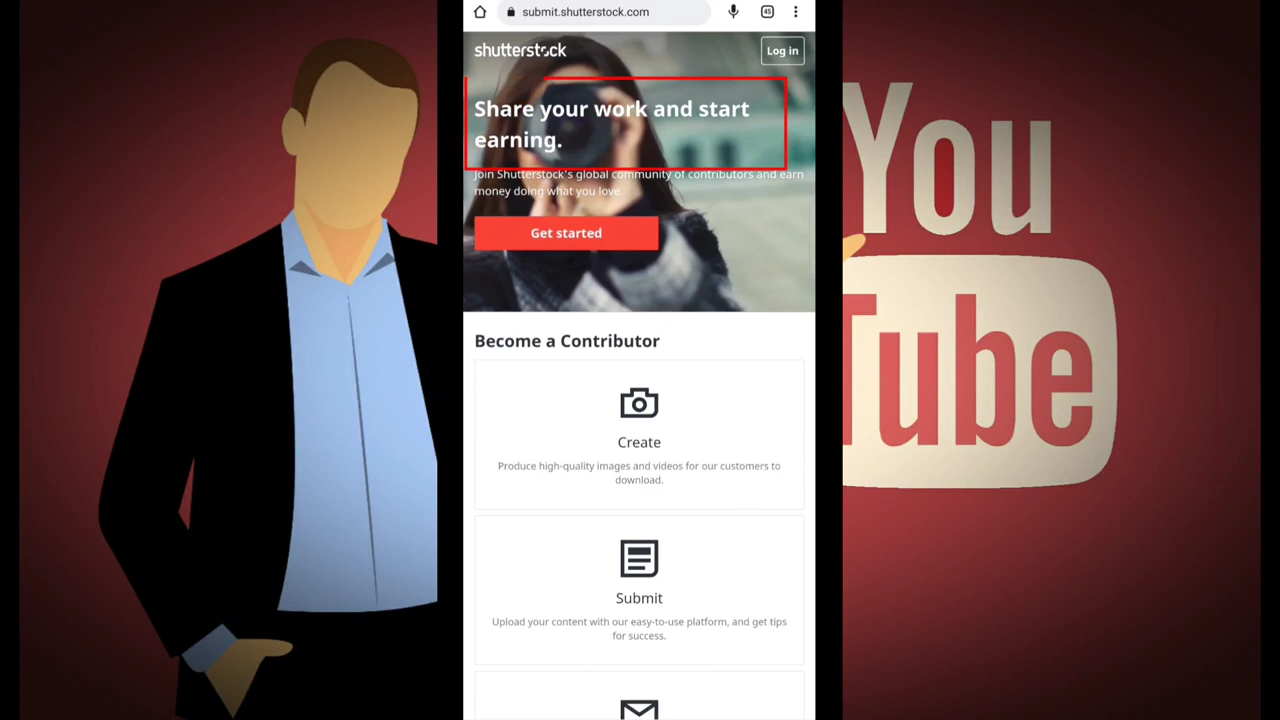 submit.shutterstock.com
45
shutterstock
Log in
Share your work and start
earning.
Join Shutterstock's global community of contributors and earn
money doing what you love.
Get started
Become a Contributor
Create
Produce high-quality images and videos for our customers to
download.
Submit
Upload your content with our easy-to-use platform, and get tips
for success.
You
Tube